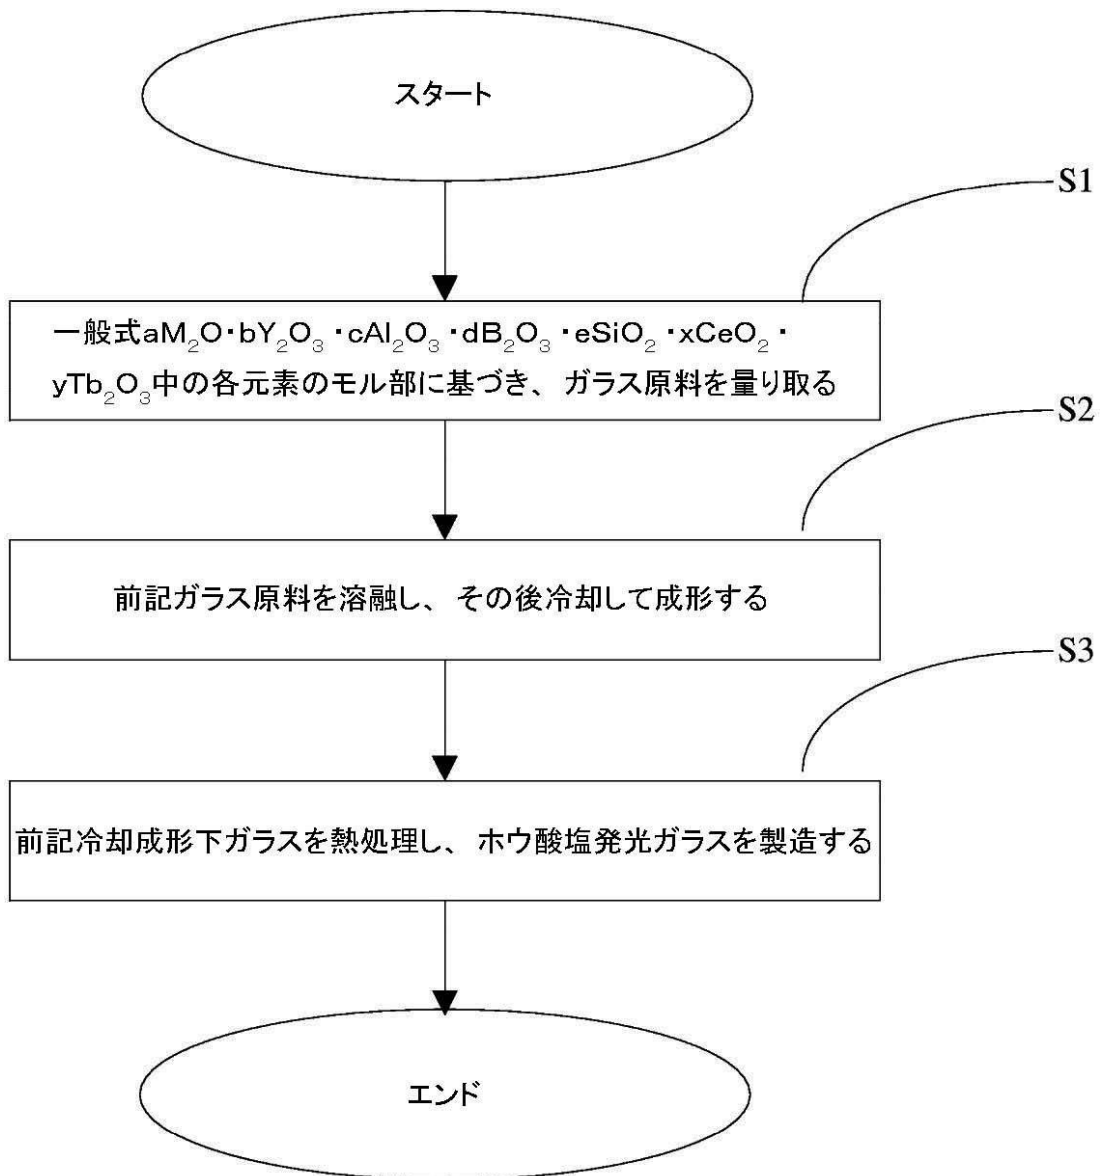 スタート
S1
一般式aM₂O・bY₂O₃・cAl₂O₃・dB₂O₃・eSiO₂・xCeO₂・
yTb₂O₃中の各元素のモル部に基づき、ガラス原料を量り取る
S2
前記ガラス原料を溶融し、その後冷却して成形する
S3
前記冷却成形下ガラスを熱処理し、ホウ酸塩発光ガラスを製造する
エンド